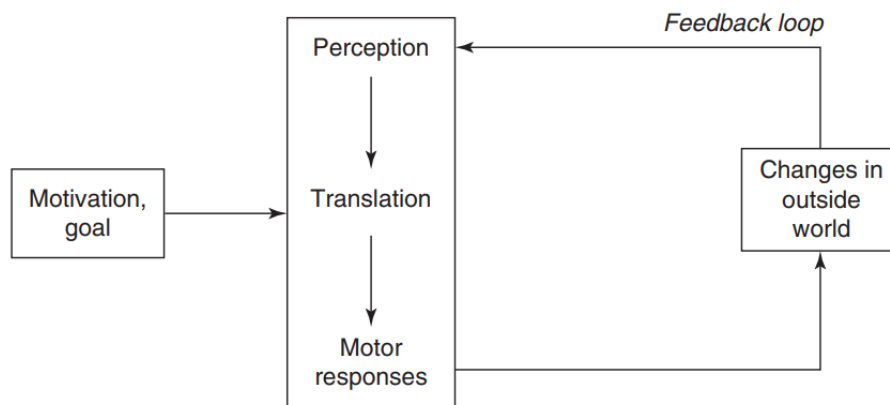 Feedback loop
Perception
Changes in
outside
world
Motivation,
goal
Translation
Motor
responses